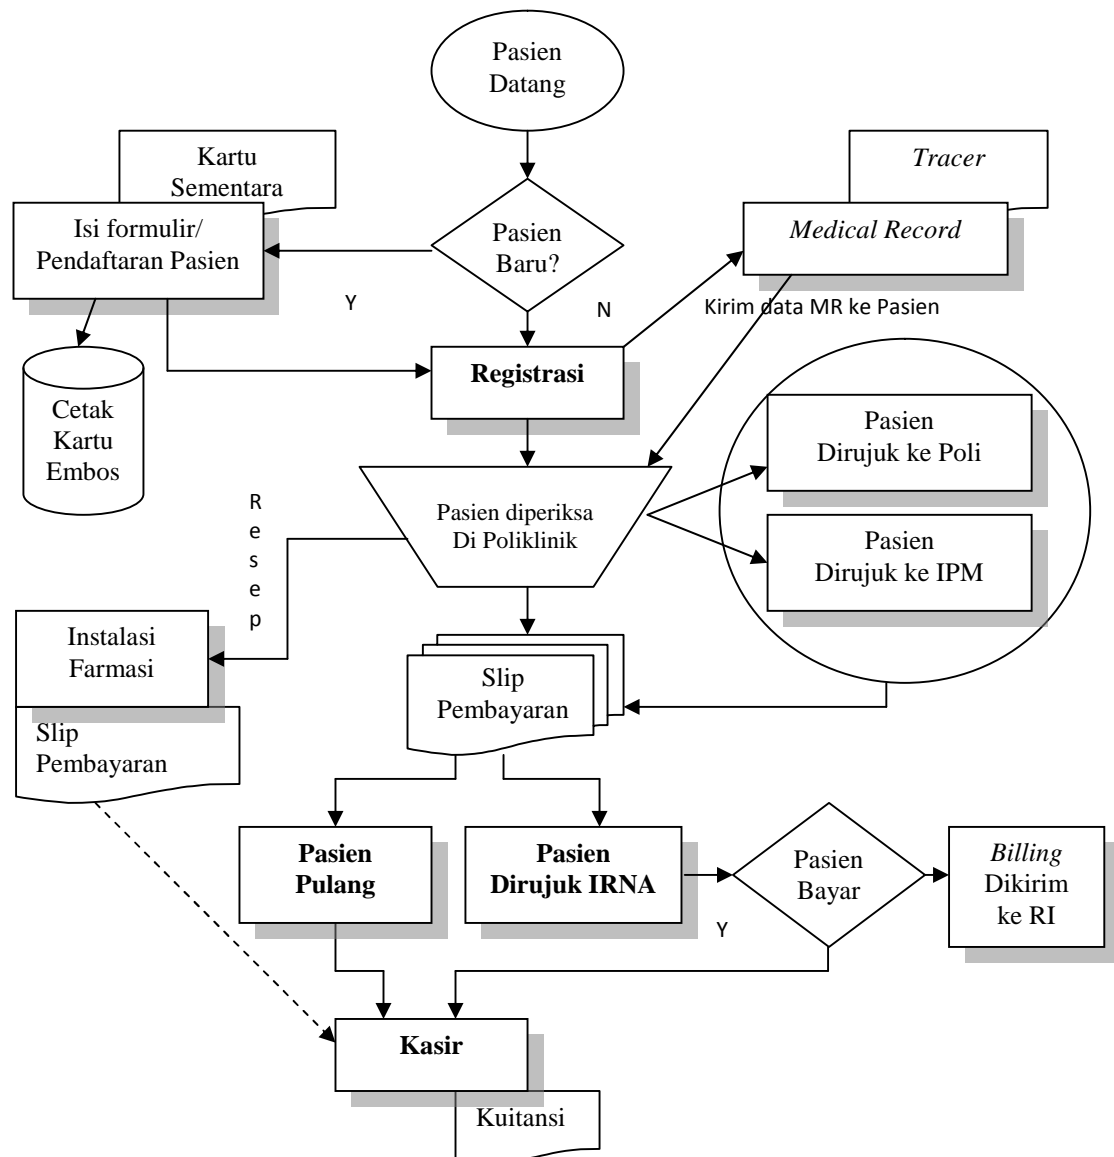 Pasien
Datang
Kartu
Sementara
Tracer
Isi formulir/
Pendaftaran Pasien
Pasien
Baru?
Medical Record
Y
N
Kirim data MR ke Pasien
Registrasi
Cetak
Kartu
Embos
Pasien
Dirujuk ke Poli
Resep
Pasien diperiksa
Di Poliklinik
Pasien
Dirujuk ke IPM
Instalasi
Farmasi
Slip
Pembayaran
Slip
Pembayaran
Pasien
Pulang
Pasien
Dirujuk IRNA
Pasien
Bayar
Billing
Dikirim
ke RI
Y
Kasir
Kuitansi